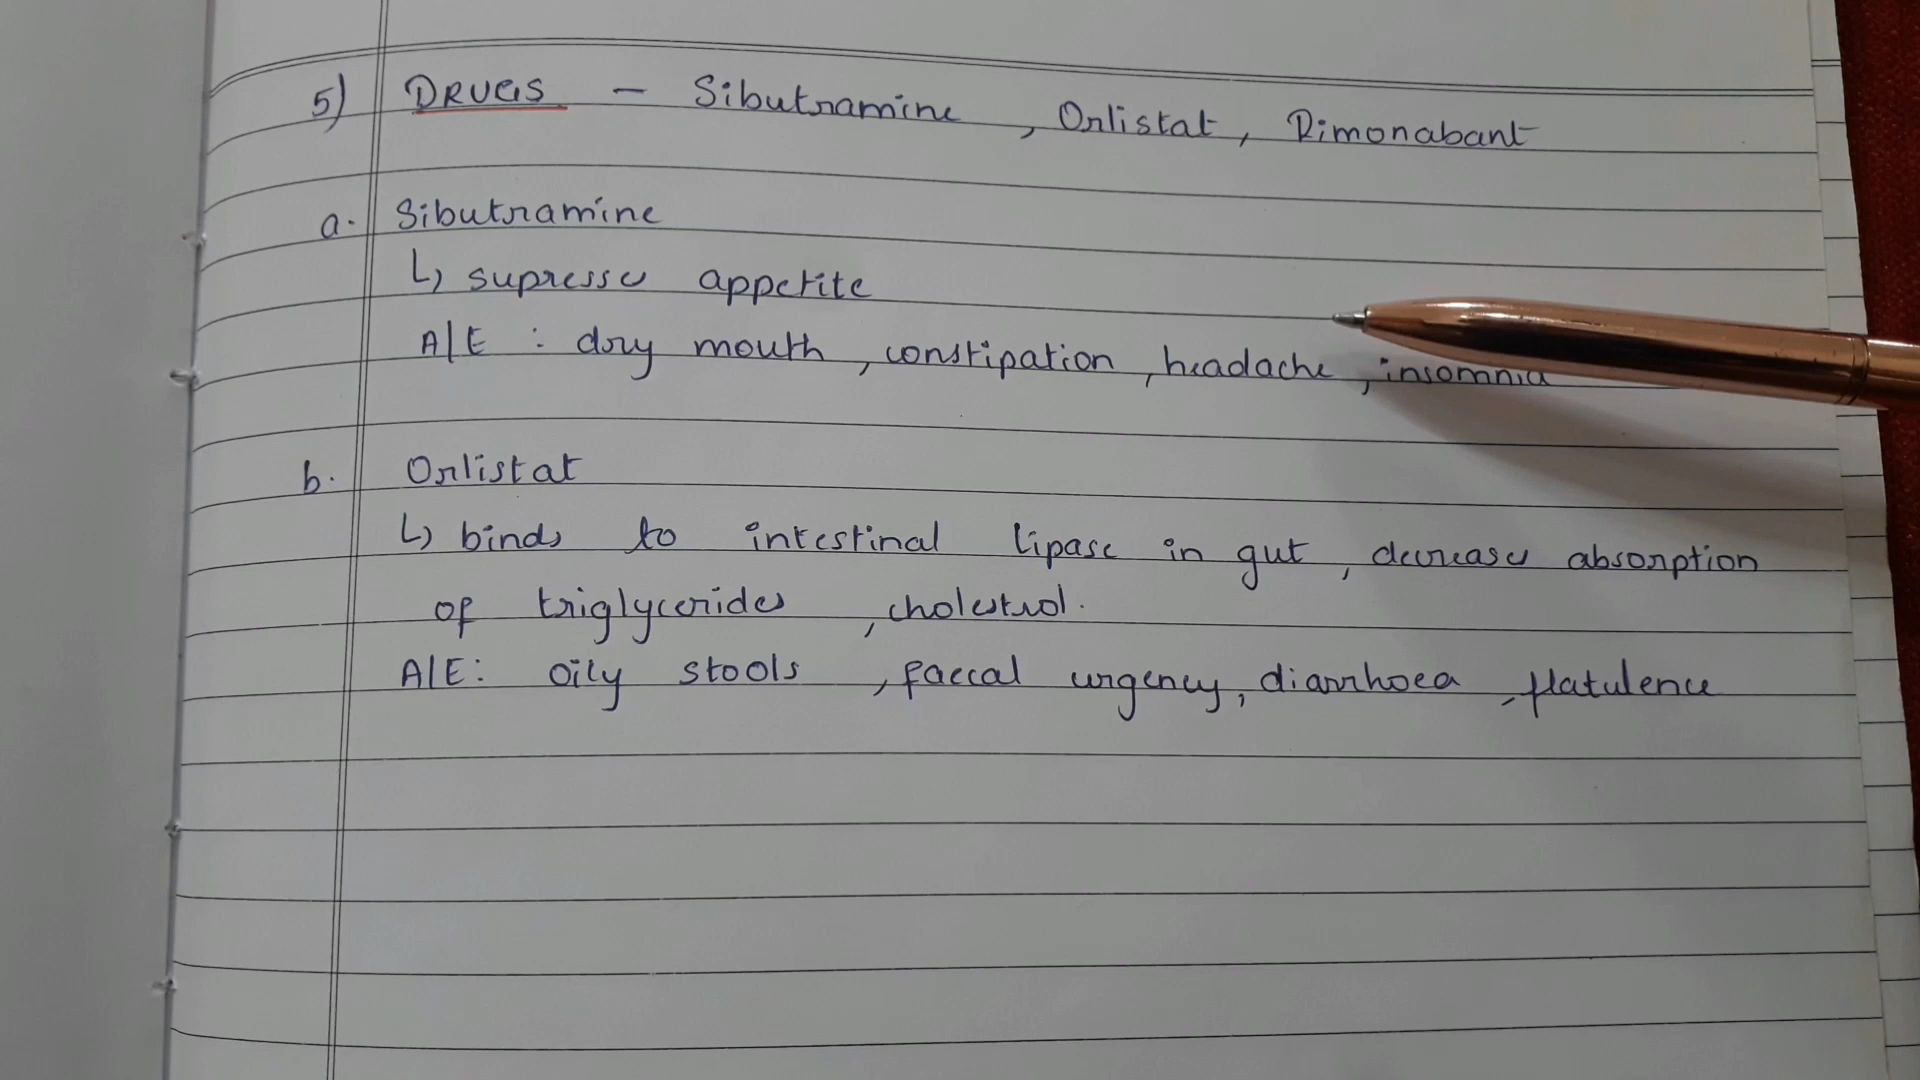 5) DRUGS - Sibutramine , Orlistat , Rimonabant
a. Sibutramine
↳ supresses appetite
A/E : dry mouth , constipation , headache , insomnia
b. Orlistat
↳ binds to intestinal lipase in gut , decreases absorption
of triglycerides , cholestrol.
A/E: oily stools , faecal urgency, diarrhoea , flatulence